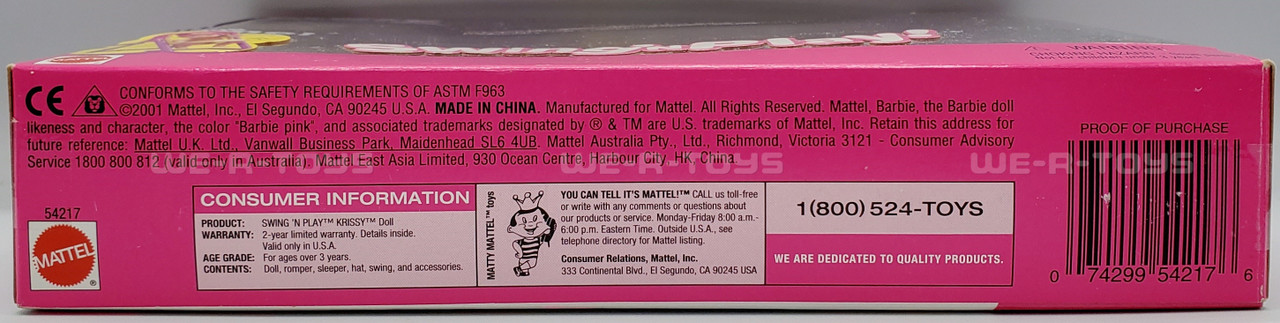 Swing 'N Play!
MATTEL
WARNING:
CHOKING HAZARD
CE
CONFORMS TO THE SAFETY REQUIREMENTS OF ASTM F963
©2001 Mattel, Inc., El Segundo, CA 90245 U.S.A. MADE IN CHINA. Manufactured for Mattel. All Rights Reserved. Mattel, Barbie, the Barbie doll
likeness and character, the color "Barbie pink", and associated trademarks designated by ® & TM are U.S. trademarks of Mattel, Inc. Retain this address for
future reference: Mattel U.K. Ltd., Vanwall Business Park, Maidenhead SL6 4UB. Mattel Australia Pty., Ltd., Richmond, Victoria 3121 - Consumer Advisory
Service 1800 800 812 (valid only in Australia). Mattel East Asia Limited, 930 Ocean Centre, Harbour City, HK, China.
WE-R-TOYS WE-R-TOYS WE-R-TOYS
54217
MATTEL
®
CONSUMER INFORMATION
PRODUCT: SWING 'N PLAY™ KRISSY™ Doll
WARRANTY: 2-year limited warranty. Details inside.
Valid only in U.S.A.
AGE GRADE: For ages over 3 years.
CONTENTS: Doll, romper, sleeper, hat, swing, and accessories.
MATTY MATTEL™ toys
YOU CAN TELL IT'S MATTEL!™ CALL us toll-free
or write with any comments or questions about
our products or service. Monday-Friday 8:00 a.m.-
6:00 p.m. Eastern Time. Outside U.S.A., see
telephone directory for Mattel listing.
Consumer Relations, Mattel, Inc.
333 Continental Blvd., El Segundo, CA 90245 USA
1(800) 524-TOYS
WE ARE DEDICATED TO QUALITY PRODUCTS.
PROOF OF PURCHASE
0 74299 54217 6